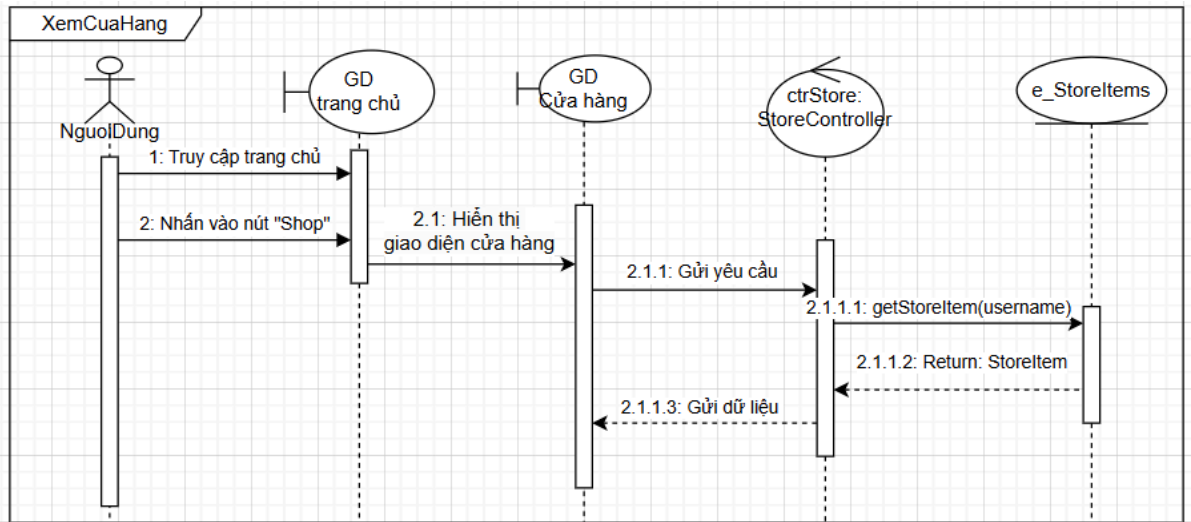 XemCuaHang
NguoiDung
GD
trang chủ
GD
Cửa hàng
ctrStore:
StoreController
e_StoreItems
1: Truy cập trang chủ
2: Nhấn vào nút "Shop"
2.1: Hiển thị
giao diện cửa hàng
2.1.1: Gửi yêu cầu
2.1.1.1: getStoreItem(username)
2.1.1.2: Return: StoreItem
2.1.1.3: Gửi dữ liệu